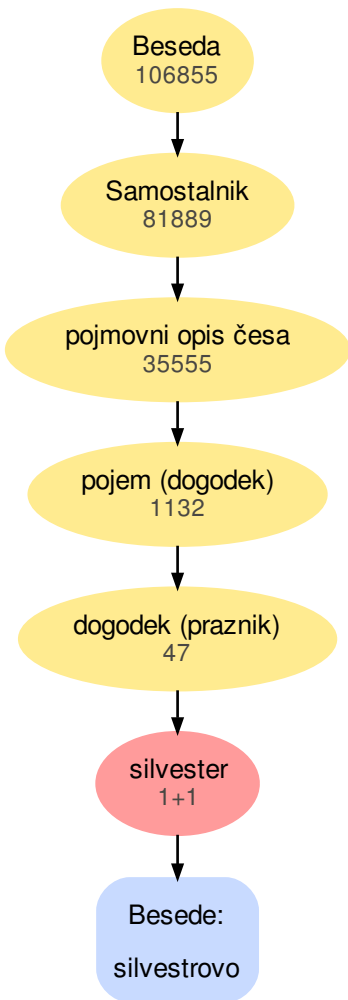 Beseda
106855
Samostalnik
81889
pojmovni opis česa
35555
pojem (dogodek)
1132
dogodek (praznik)
47
silvester
1+1
Besede:
silvestrovo